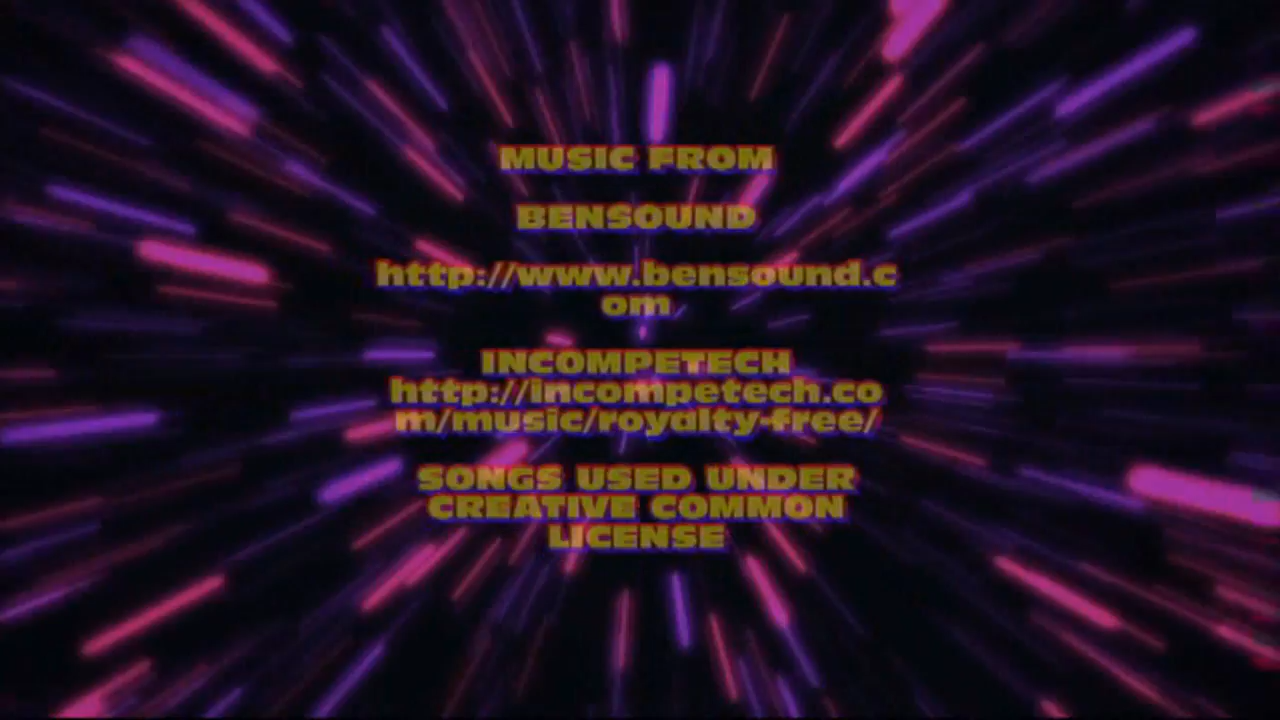 MUSIC FROM
BENSOUND
http://www.bensound.c
om
INCOMPETECH
http://incompetech.co
m/music/royalty-free/
SONGS USED UNDER
CREATIVE COMMON
LICENSE